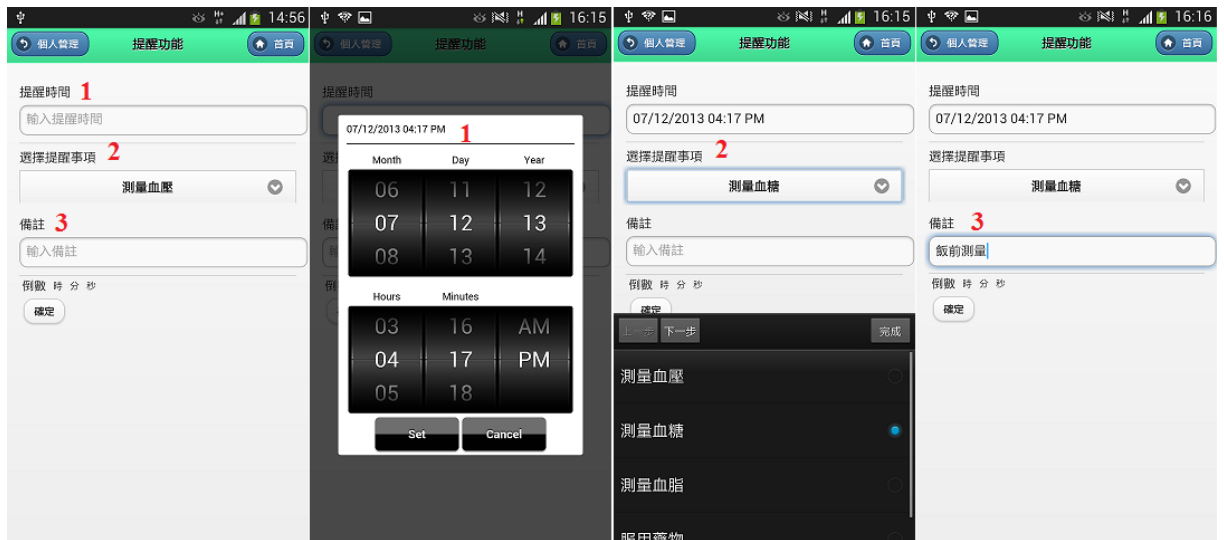 14:56
個人管理 提醒功能 首頁
提醒時間 1
輸入提醒時間
選擇提醒事項 2
測量血壓
備註 3
輸入備註
倒數 時 分 秒
確定
16:15
個人管理 提醒功能 首頁
提醒時間
07/12/2013 04:17 PM 1
Month Day Year
06 11 12
07 12 13
08 13 14
Hours Minutes
03 16 AM
04 17 PM
05 18
Set Cancel
16:15
個人管理 提醒功能 首頁
提醒時間
07/12/2013 04:17 PM
選擇提醒事項 2
測量血糖
備註
輸入備註
倒數 時 分 秒
確定
上一步 下一步 完成
測量血壓
測量血糖
測量血脂
服用藥物
16:16
個人管理 提醒功能 首頁
提醒時間
07/12/2013 04:17 PM
選擇提醒事項
測量血糖
備註 3
飯前測量
倒數 時 分 秒
確定